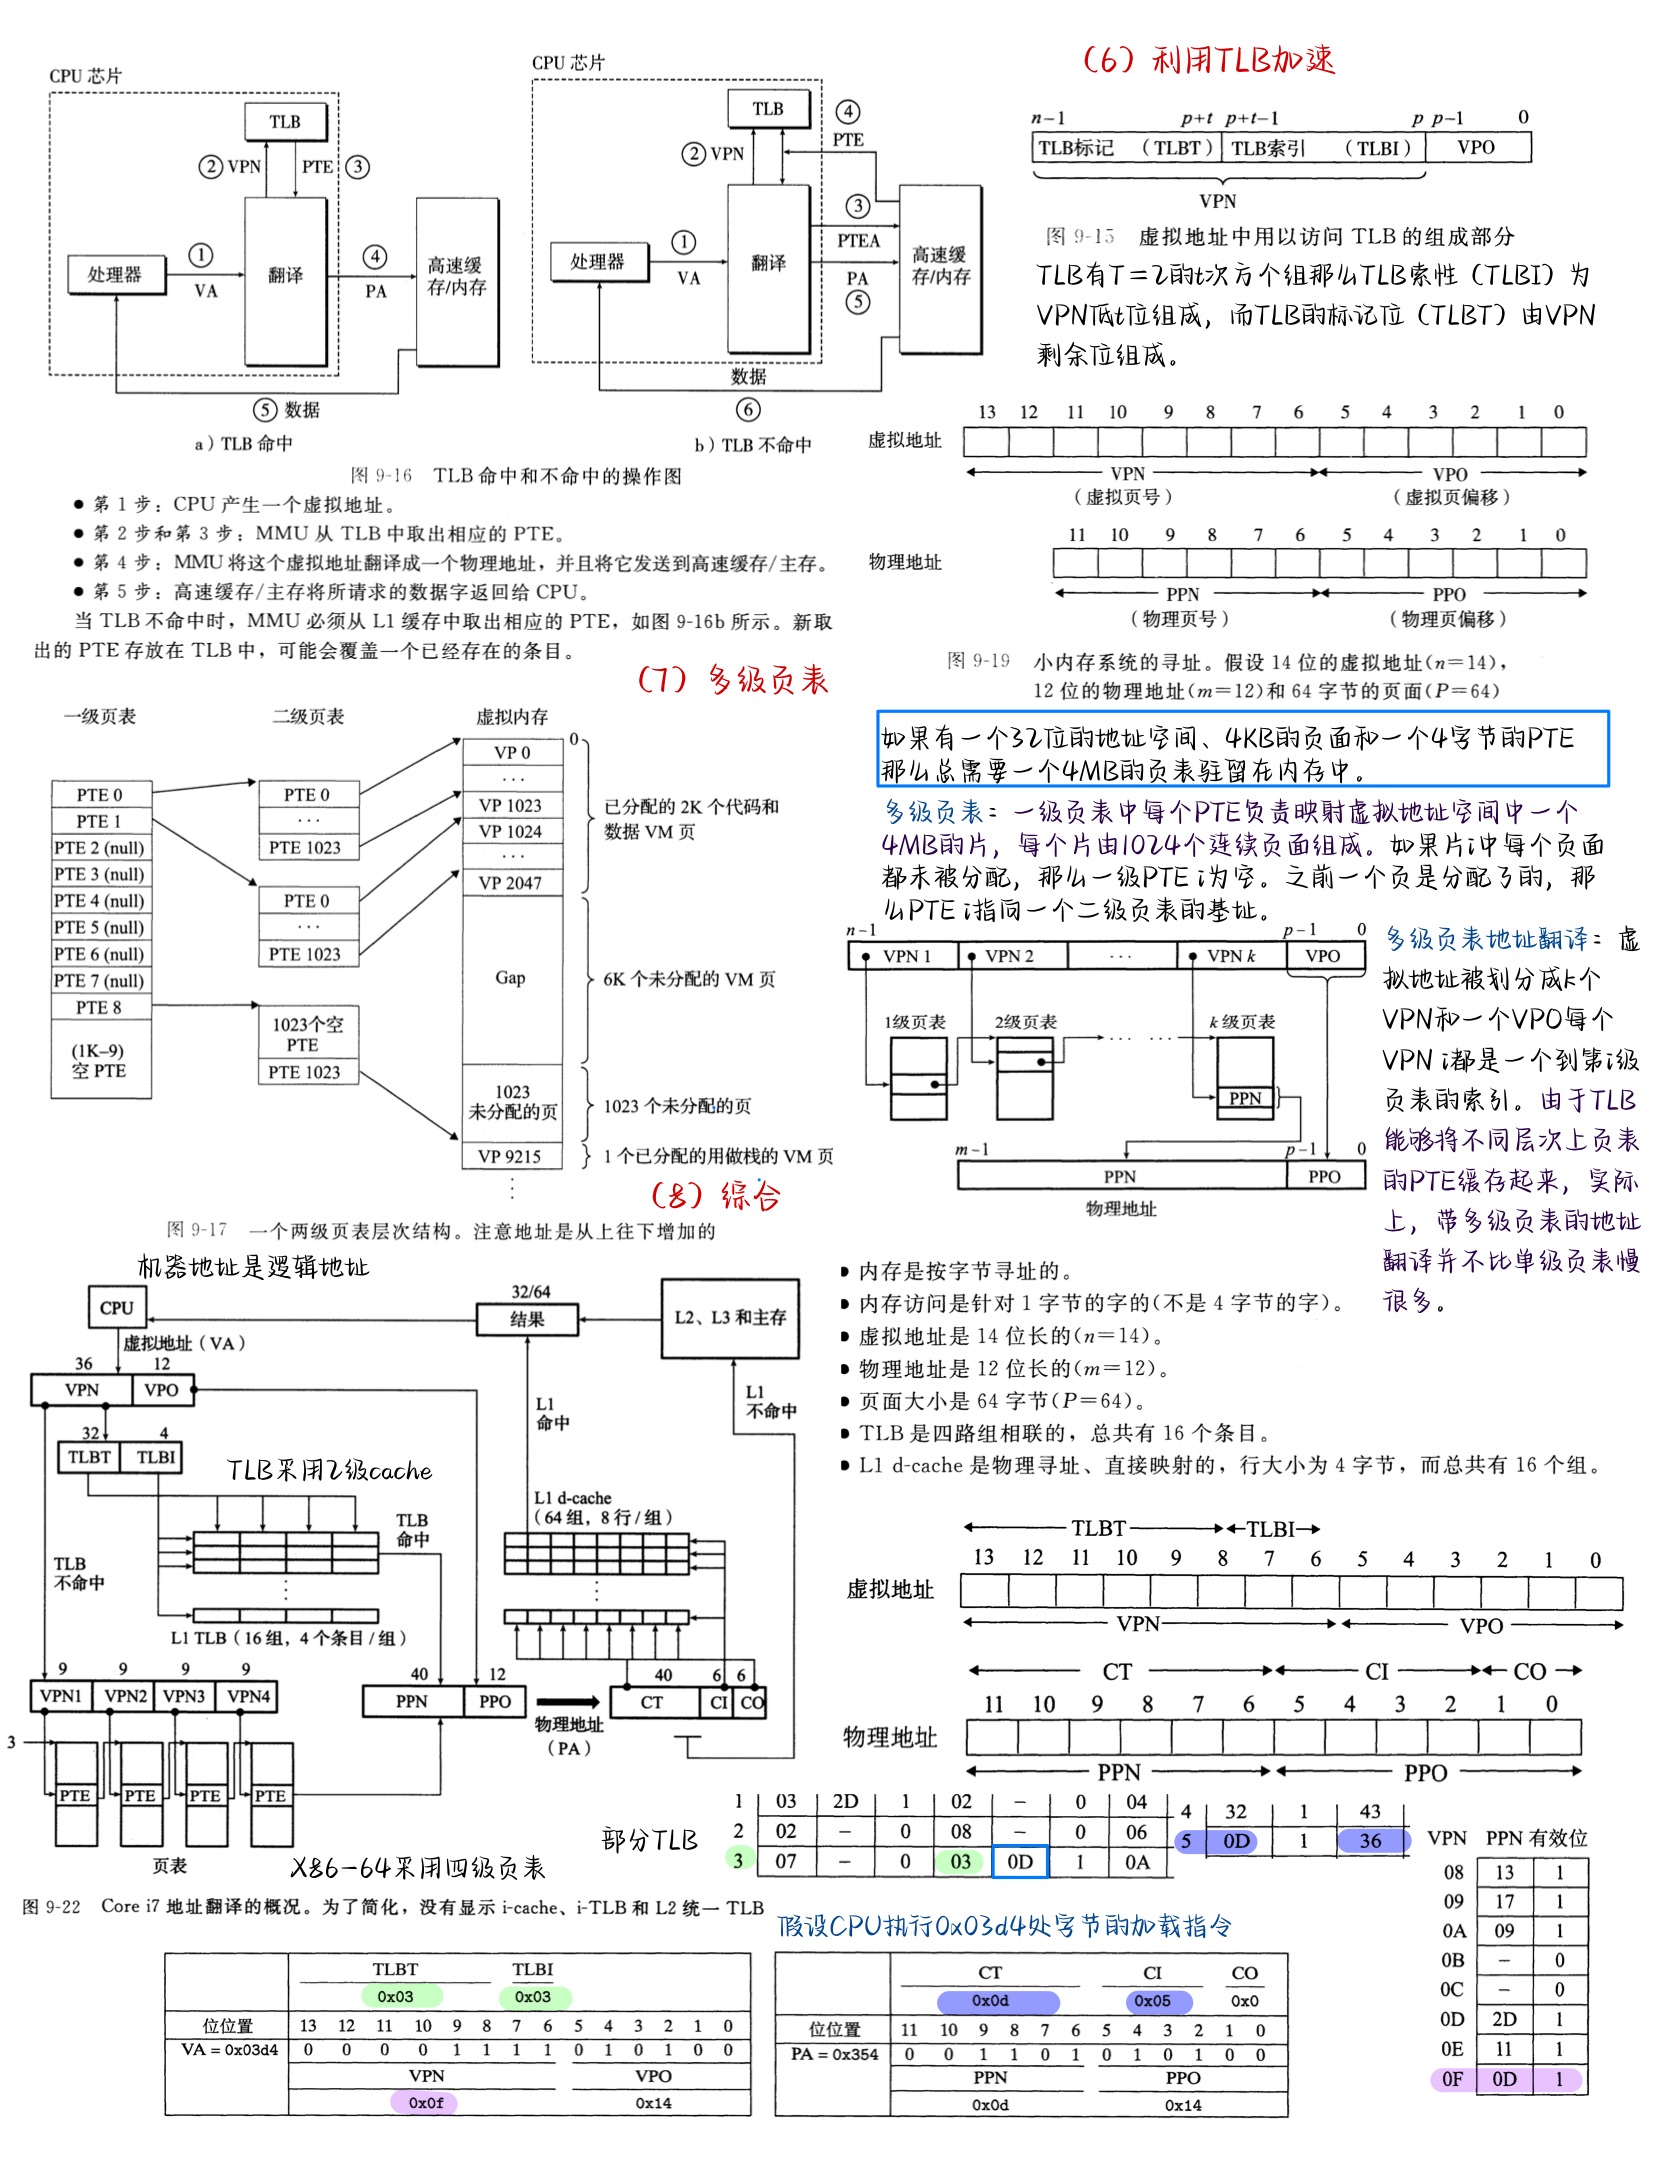 CPU 芯片
TLB
② VPN
PTE ③
处理器
①
VA
翻译
④
PA
高速缓
存/内存
⑤ 数据
a）TLB 命中
CPU 芯片
TLB
② VPN
④
PTE
处理器
①
VA
翻译
③
PTEA
PA
⑤
高速缓
存/内存
数据
⑥
b）TLB 不命中
图 9-16 TLB 命中和不命中的操作图
● 第 1 步：CPU 产生一个虚拟地址。
● 第 2 步和第 3 步：MMU 从 TLB 中取出相应的 PTE。
● 第 4 步：MMU 将这个虚拟地址翻译成一个物理地址，并且将它发送到高速缓存/主存。
● 第 5 步：高速缓存/主存将所请求的数据字返回给 CPU。
当 TLB 不命中时，MMU 必须从 L1 缓存中取出相应的 PTE，如图 9-16b 所示。新取
出的 PTE 存放在 TLB 中，可能会覆盖一个已经存在的条目。
（6）利用TLB加速
n-1 p+t p+t-1 p p-1 0
TLB标记 （TLBT） TLB索引 （TLBI） VPO
VPN
图 9-15 虚拟地址中用以访问 TLB 的组成部分
TLB有T=2的t次方个组那么TLB索性（TLBI）为
VPN低t位组成，而TLB的标记位（TLBT）由VPN
剩余位组成。
13 12 11 10 9 8 7 6 5 4 3 2 1 0
虚拟地址
VPN VPO
（虚拟页号） （虚拟页偏移）
11 10 9 8 7 6 5 4 3 2 1 0
物理地址
PPN PPO
（物理页号） （物理页偏移）
图 9-19 小内存系统的寻址。假设 14 位的虚拟地址(n=14)，
12 位的物理地址(m=12)和 64 字节的页面(P=64)
（7）多级页表
一级页表 二级页表 虚拟内存
PTE 0
PTE 1
PTE 2 (null)
PTE 3 (null)
PTE 4 (null)
PTE 5 (null)
PTE 6 (null)
PTE 7 (null)
PTE 8
(1K–9)
空 PTE
PTE 0
...
PTE 1023
PTE 0
...
PTE 1023
1023个空
PTE
PTE 1023
0
VP 0
...
VP 1023
VP 1024
...
VP 2047
Gap
1023
未分配的页
VP 9215
已分配的 2K 个代码和
数据 VM 页
6K 个未分配的 VM 页
1023 个未分配的页
1 个已分配的用做栈的 VM 页
图 9-17 一个两级页表层次结构。注意地址是从上往下增加的
如果有一个32位的地址空间、4KB的页面和一个4字节的PTE
那么总需要一个4MB的页表驻留在内存中。
多级页表：一级页表中每个PTE负责映射虚拟地址空间中一个
4MB的片，每个片由1024个连续页面组成。如果片i中每个页面
都未被分配，那么一级PTE i为空。之前一个页是分配了的，那
么PTE i指向一个二级页表的基址。
n-1 p-1 0
VPN 1 VPN 2 ... VPN k VPO
1级页表 2级页表 k 级页表
... ...
PPN
m-1 p-1 0
PPN PPO
物理地址
多级页表地址翻译：虚
拟地址被划分成k个
VPN和一个VPO每个
VPN i都是一个到第i级
页表的索引。由于TLB
能够将不同层次上页表
的PTE缓存起来，实际
上，带多级页表的地址
翻译并不比单级页表慢
很多。
（8）综合
机器地址是逻辑地址
CPU
虚拟地址（VA）
36 12
VPN VPO
32 4
TLBT TLBI
TLB采用2级cache
TLB
不命中
TLB
命中
L1 TLB（16 组，4 个条目/组）
32/64
结果
L2、L3 和主存
L1
命中
L1
不命中
L1 d-cache
（64 组，8 行/组）
9 9 9 9
VPN1 VPN2 VPN3 VPN4
3
PTE PTE PTE PTE
页表
40 12
PPN PPO
物理地址
（PA）
40 6 6
CT CI CO
X86-64采用四级页表
图 9-22 Core i7 地址翻译的概况。为了简化，没有显示 i-cache、i-TLB 和 L2 统一 TLB
内存是按字节寻址的。
内存访问是针对 1 字节的字的(不是 4 字节的字)。
虚拟地址是 14 位长的(n=14)。
物理地址是 12 位长的(m=12)。
页面大小是 64 字节(P=64)。
TLB 是四路组相联的，总共有 16 个条目。
L1 d-cache 是物理寻址、直接映射的，行大小为 4 字节，而总共有 16 个组。
TLBT TLBI
13 12 11 10 9 8 7 6 5 4 3 2 1 0
虚拟地址
VPN VPO
CT CI CO
11 10 9 8 7 6 5 4 3 2 1 0
物理地址
PPN PPO
部分TLB
1 03 2D 1 02 – 0 04
2 02 – 0 08 – 0 06
3 07 – 0 03 0D 1 0A
4 32 1 43
5 0D 1 36
VPN PPN 有效位
08 13 1
09 17 1
0A 09 1
0B – 0
0C – 0
0D 2D 1
0E 11 1
0F 0D 1
假设CPU执行0x03d4处字节的加载指令
TLBT TLBI
0x03 0x03
位位置 13 12 11 10 9 8 7 6 5 4 3 2 1 0
VA = 0x03d4 0 0 0 0 1 1 1 1 0 1 0 1 0 0
VPN VPO
0x0f 0x14
CT CI CO
0x0d 0x05 0x0
位位置 11 10 9 8 7 6 5 4 3 2 1 0
PA = 0x354 0 0 1 1 0 1 0 1 0 1 0 0
PPN PPO
0x0d 0x14